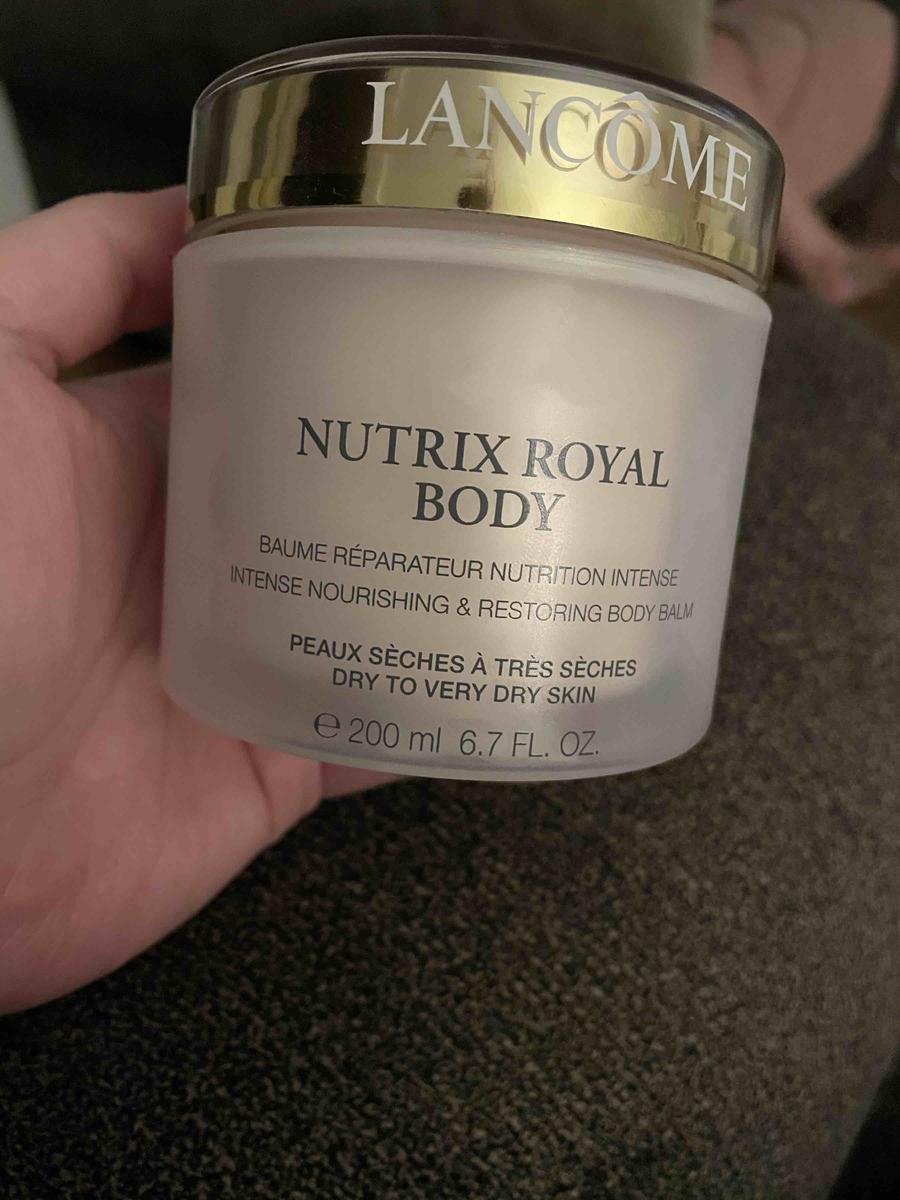 LANCÔME
NUTRIX ROYAL
BODY
BAUME RÉPARATEUR NUTRITION INTENSE
INTENSE NOURISHING & RESTORING BODY BALM
PEAUX SÈCHES À TRÈS SÈCHES
DRY TO VERY DRY SKIN
℮ 200 ml 6.7 FL. OZ.